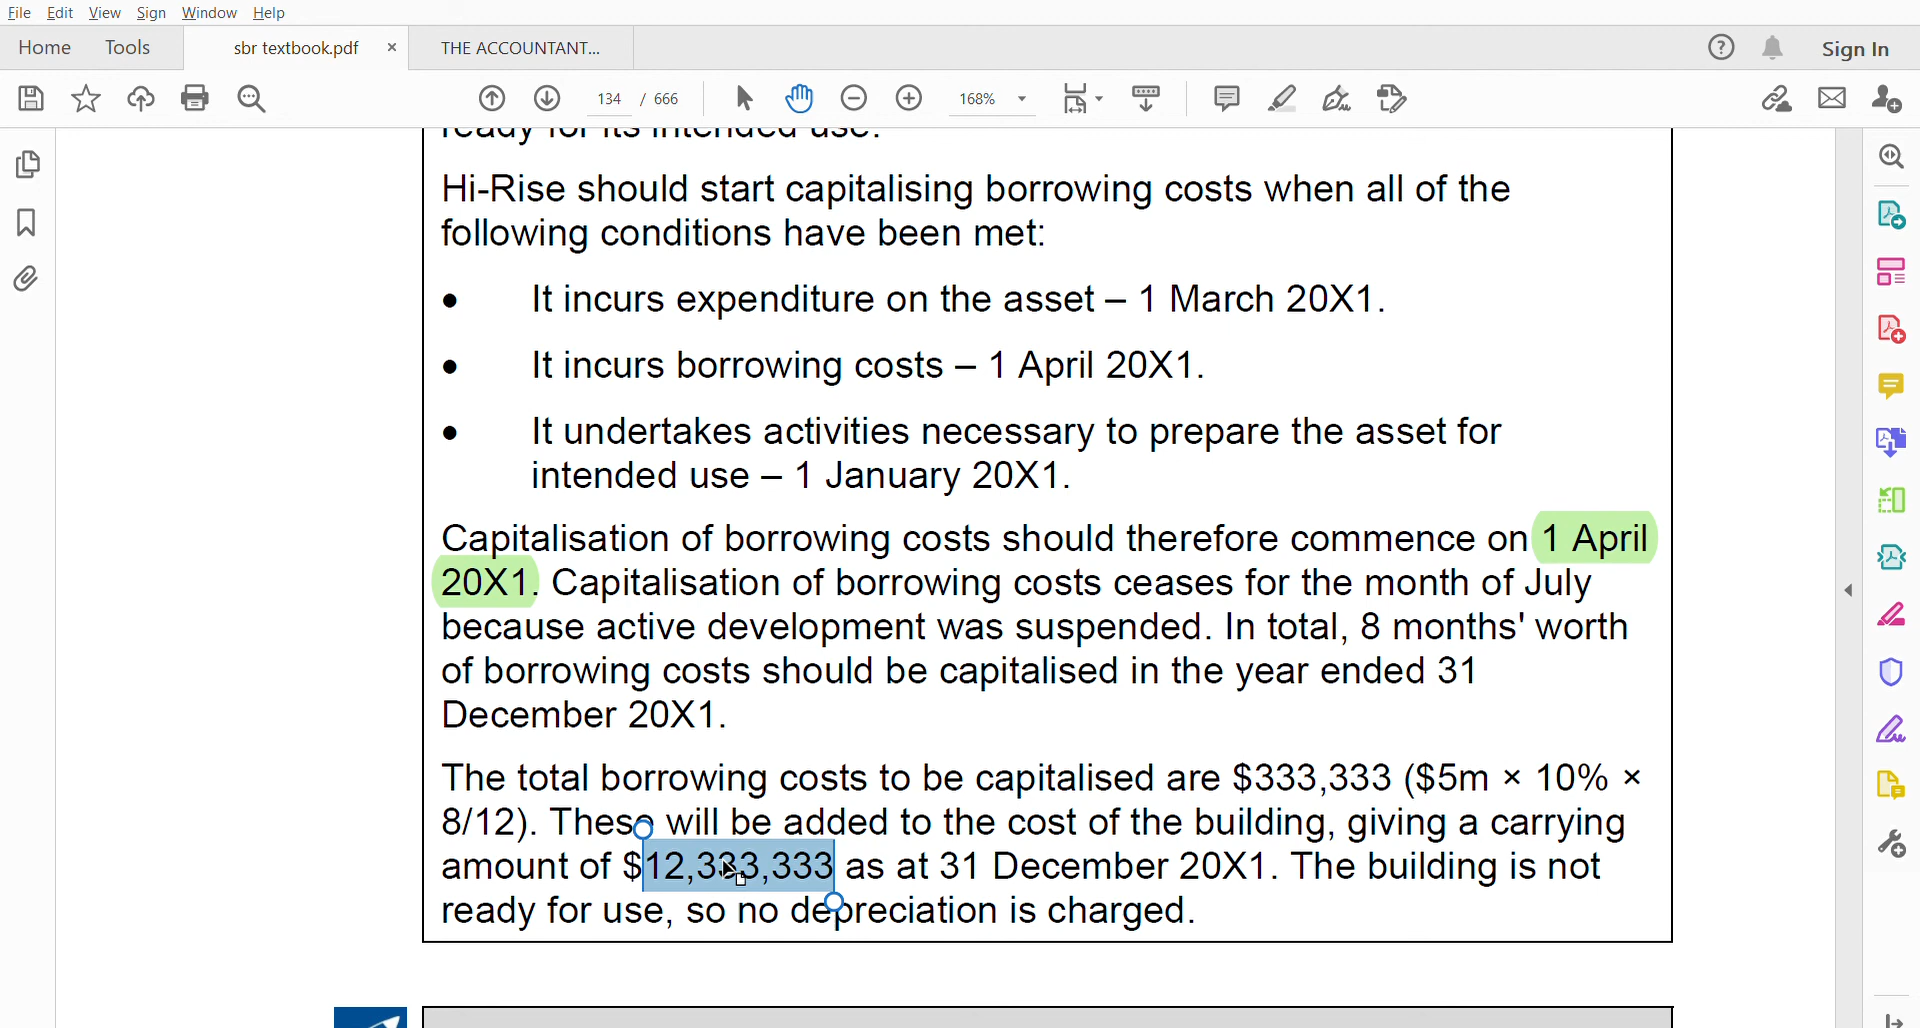 File Edit View Sign Window Help
Home Tools sbr textbook.pdf × THE ACCOUNTANT... Sign In
134 / 666 168%
ready for its intended use.
Hi-Rise should start capitalising borrowing costs when all of the
following conditions have been met:
• It incurs expenditure on the asset – 1 March 20X1.
• It incurs borrowing costs – 1 April 20X1.
• It undertakes activities necessary to prepare the asset for
intended use – 1 January 20X1.
Capitalisation of borrowing costs should therefore commence on 1 April
20X1. Capitalisation of borrowing costs ceases for the month of July
because active development was suspended. In total, 8 months' worth
of borrowing costs should be capitalised in the year ended 31
December 20X1.
The total borrowing costs to be capitalised are $333,333 ($5m × 10% ×
8/12). These will be added to the cost of the building, giving a carrying
amount of $12,333,333 as at 31 December 20X1. The building is not
ready for use, so no depreciation is charged.